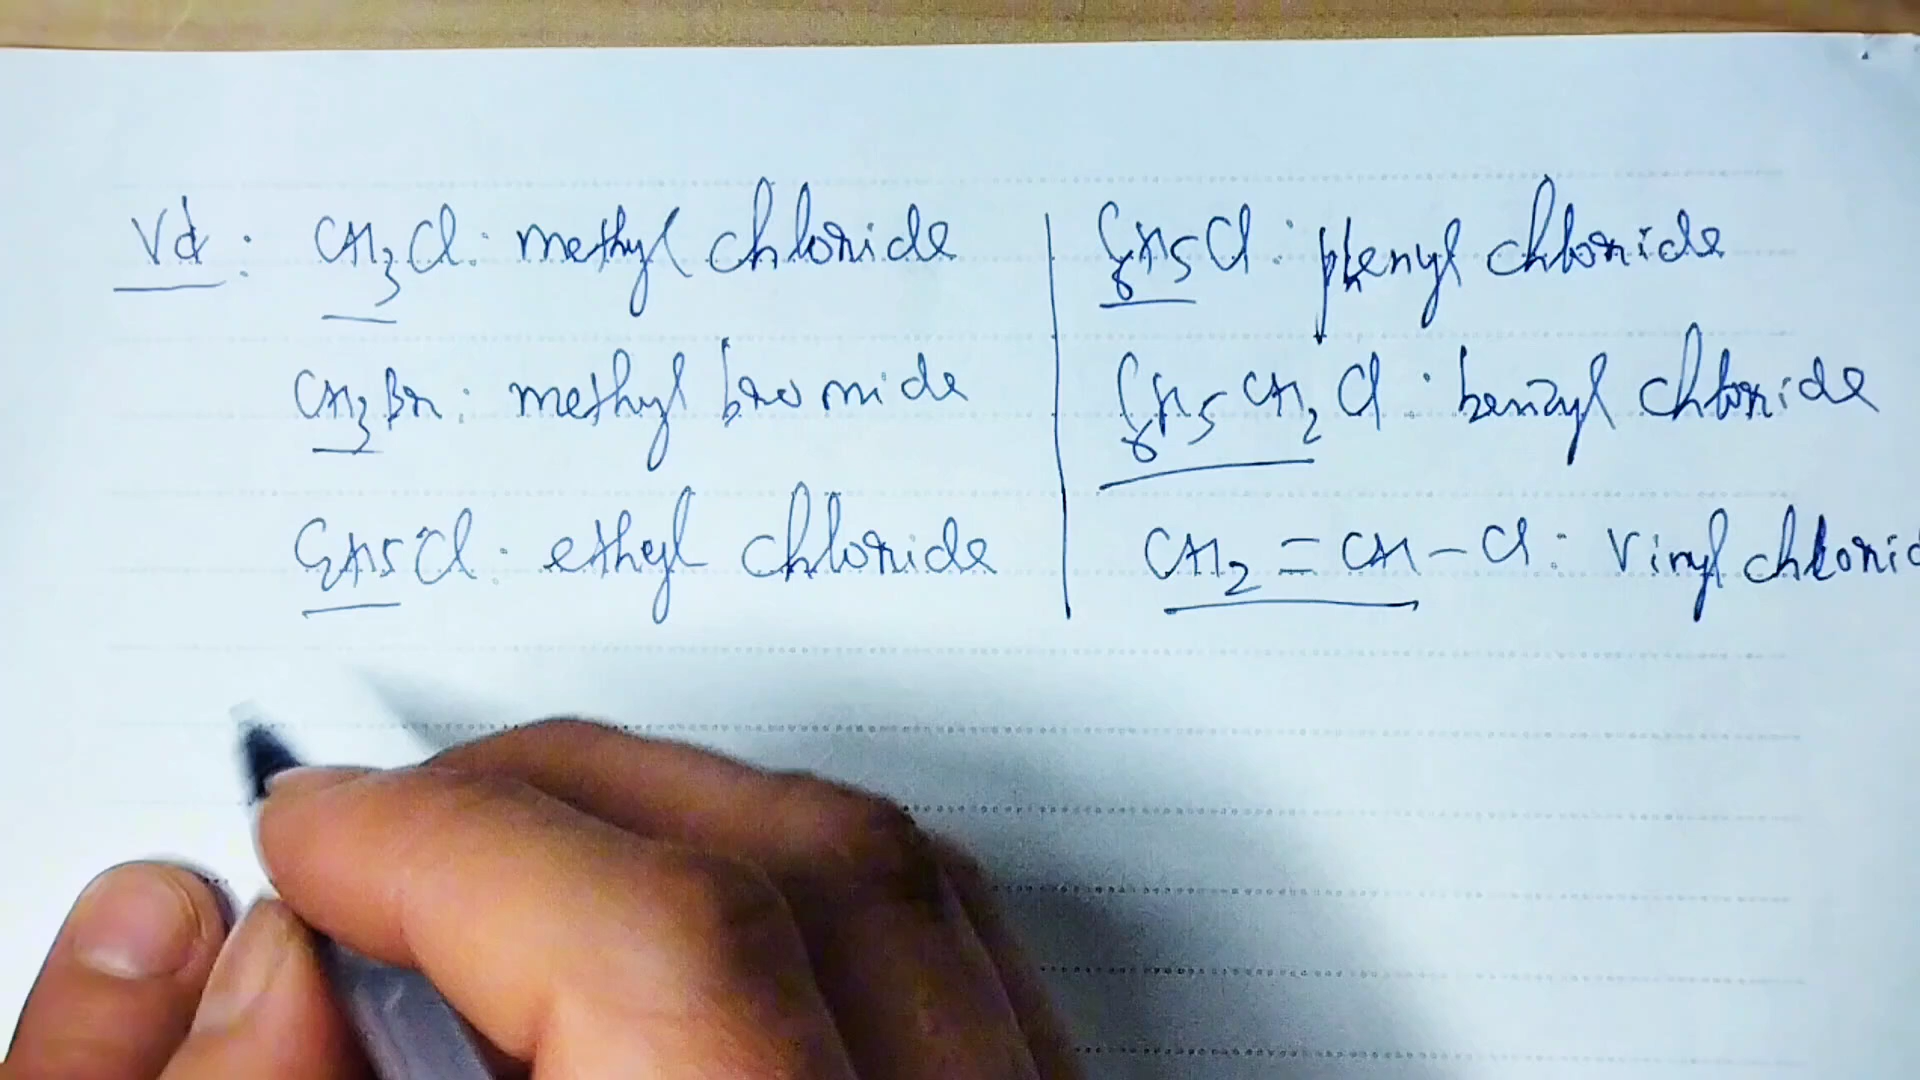 Vd: CH3Cl: methyl chloride
CH3Br: methyl bromide
C2H5Cl: ethyl chloride
C6H5Cl: phenyl chloride
C6H5CH2Cl: benzyl chloride
CH2=CH-Cl: Vinyl chlorid